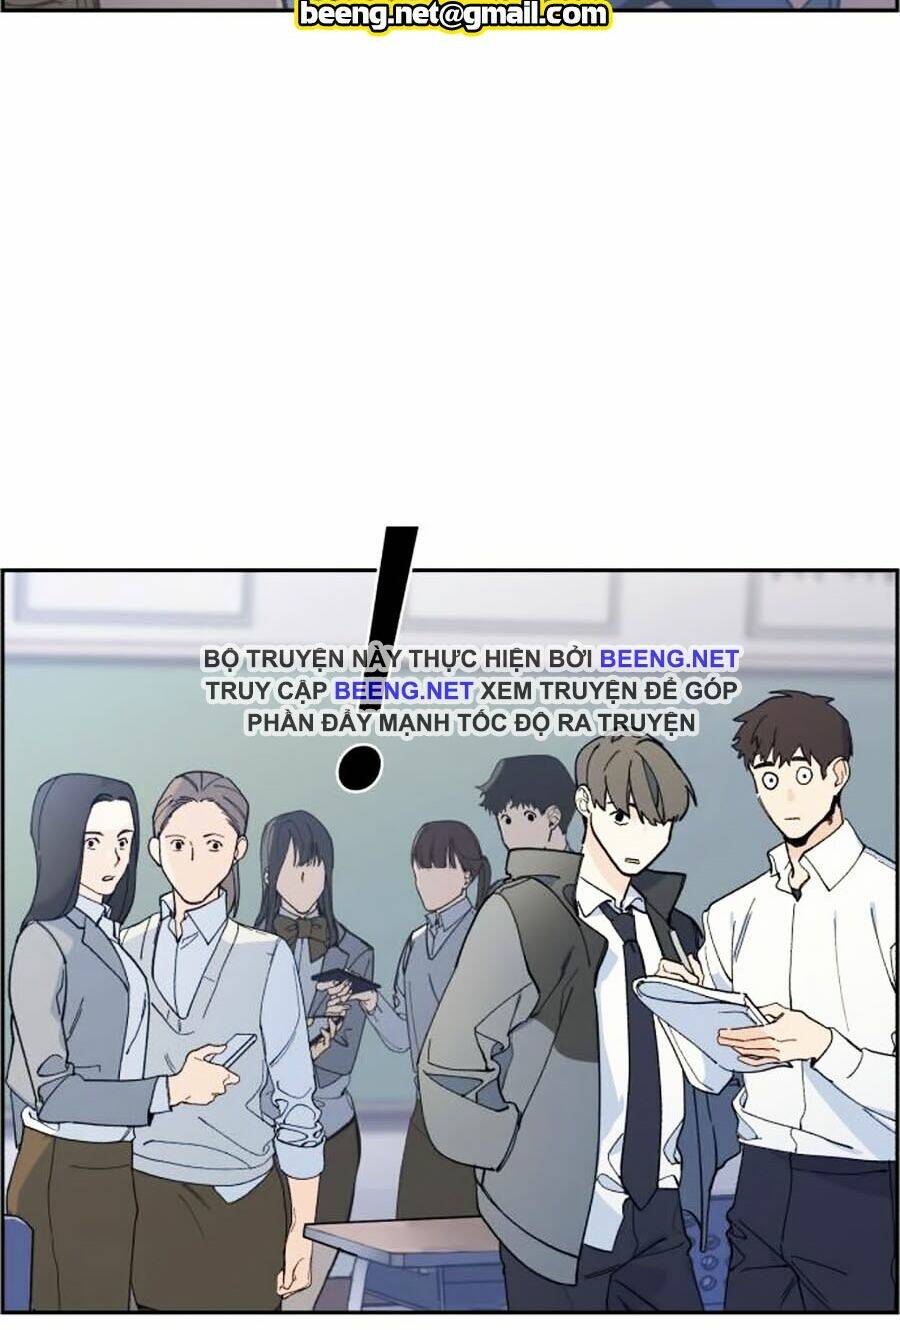 beeng.net@gmail.com
!
BỘ TRUYỆN NÀY THỰC HIỆN BỞI BEENG.NET
TRUY CẬP BEENG.NET XEM TRUYỆN ĐỂ GÓP
PHẦN ĐẨY MẠNH TỐC ĐỘ RA TRUYỆN